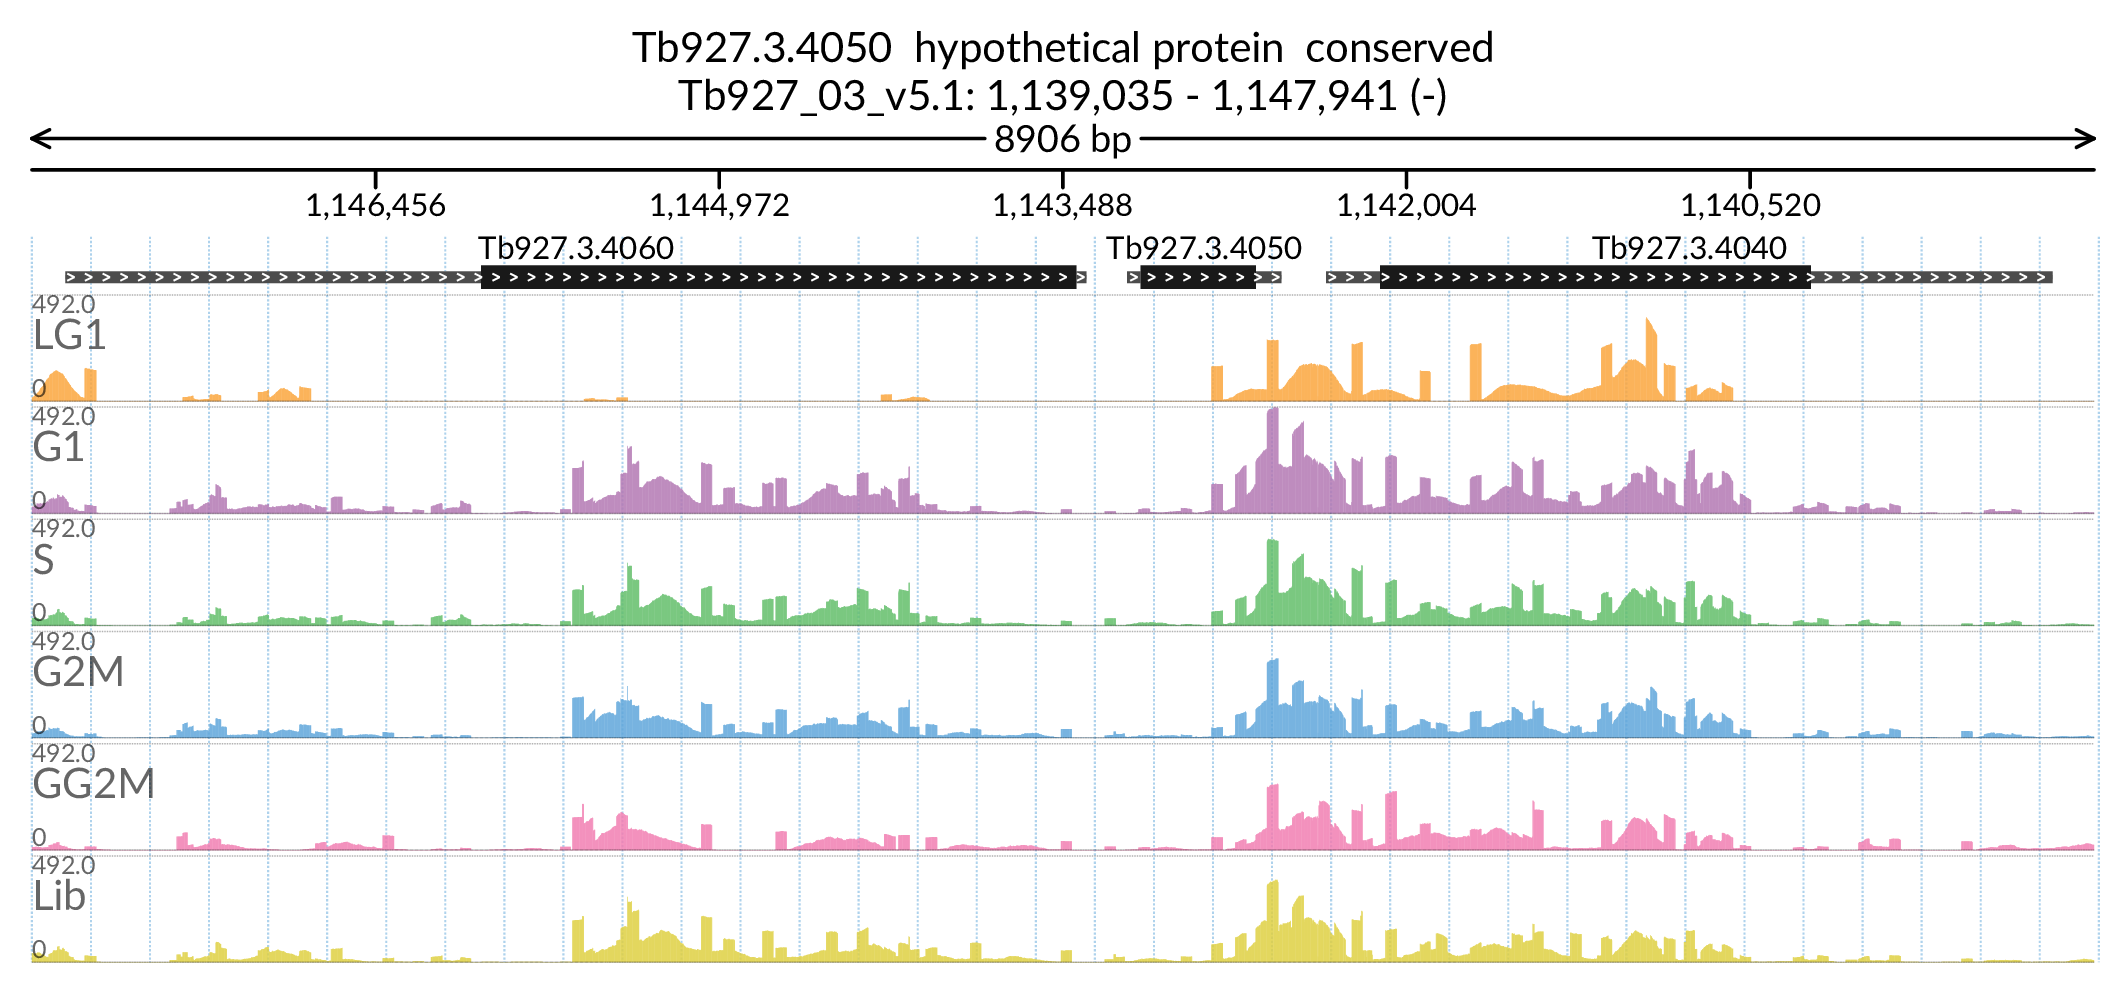 Tb927.3.4050  hypothetical protein  conserved
Tb927_03_v5.1: 1,139,035 - 1,147,941 (-)
8906 bp
1,146,456 1,144,972 1,143,488 1,142,004 1,140,520
Tb927.3.4060 Tb927.3.4050 Tb927.3.4040
492.0
LG1
0
492.0
G1
0
492.0
S
0
492.0
G2M
0
492.0
GG2M
0
492.0
Lib
0